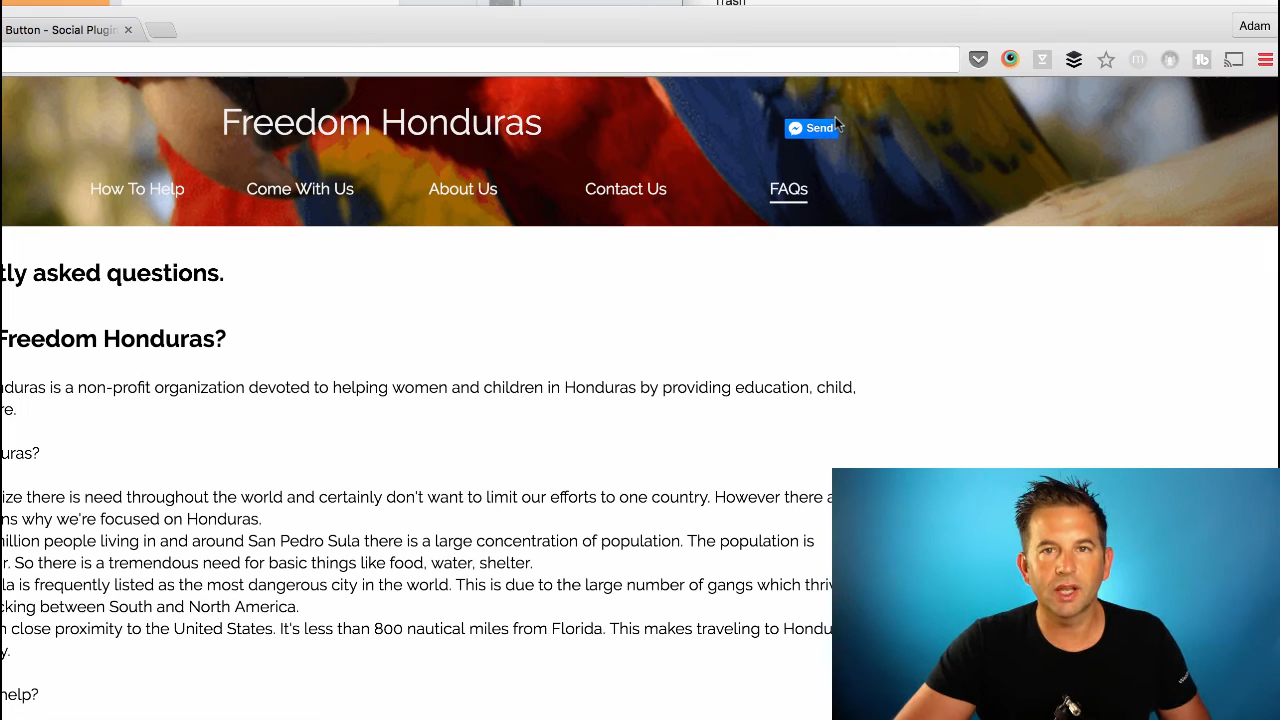 Button - Social Plugin
Adam
Freedom Honduras
Send
How To Help Come With Us About Us Contact Us FAQs
tly asked questions.
Freedom Honduras?
nduras is a non-profit organization devoted to helping women and children in Honduras by providing education, child,
re.
uras?
ize there is need throughout the world and certainly don't want to limit our efforts to one country. However there a
ns why we're focused on Honduras.
illion people living in and around San Pedro Sula there is a large concentration of population. The population is
r. So there is a tremendous need for basic things like food, water, shelter.
la is frequently listed as the most dangerous city in the world. This is due to the large number of gangs which thriv
cking between South and North America.
n close proximity to the United States. It's less than 800 nautical miles from Florida. This makes traveling to Hondu
y.
help?